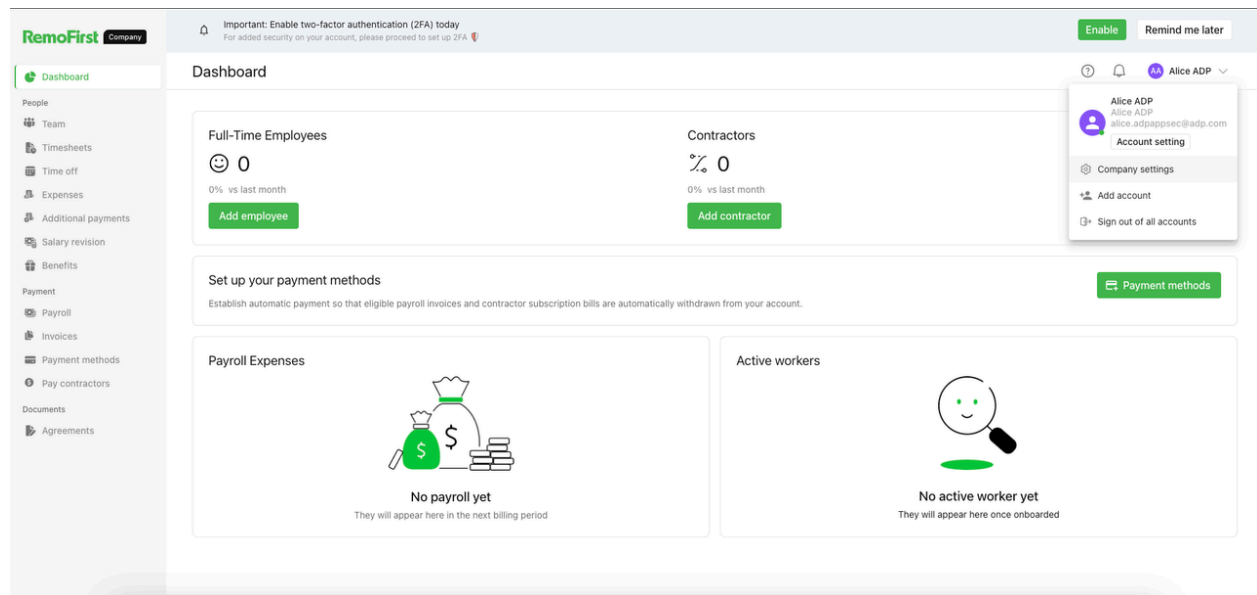 RemoFirst Company
Important: Enable two-factor authentication (2FA) today
For added security on your account, please proceed to set up 2FA
Enable
Remind me later
Dashboard
People
Team
Timesheets
Time off
Expenses
Additional payments
Salary revision
Benefits
Payment
Payroll
Invoices
Payment methods
Pay contractors
Documents
Agreements
Dashboard
AA Alice ADP
Alice ADP
Alice ADP
alice.adpappsec@adp.com
Account setting
Company settings
Add account
Sign out of all accounts
Full-Time Employees
0
0% vs last month
Add employee
Contractors
0
0% vs last month
Add contractor
Set up your payment methods
Establish automatic payment so that eligible payroll invoices and contractor subscription bills are automatically withdrawn from your account.
Payment methods
Payroll Expenses
$
$
No payroll yet
They will appear here in the next billing period
Active workers
No active worker yet
They will appear here once onboarded